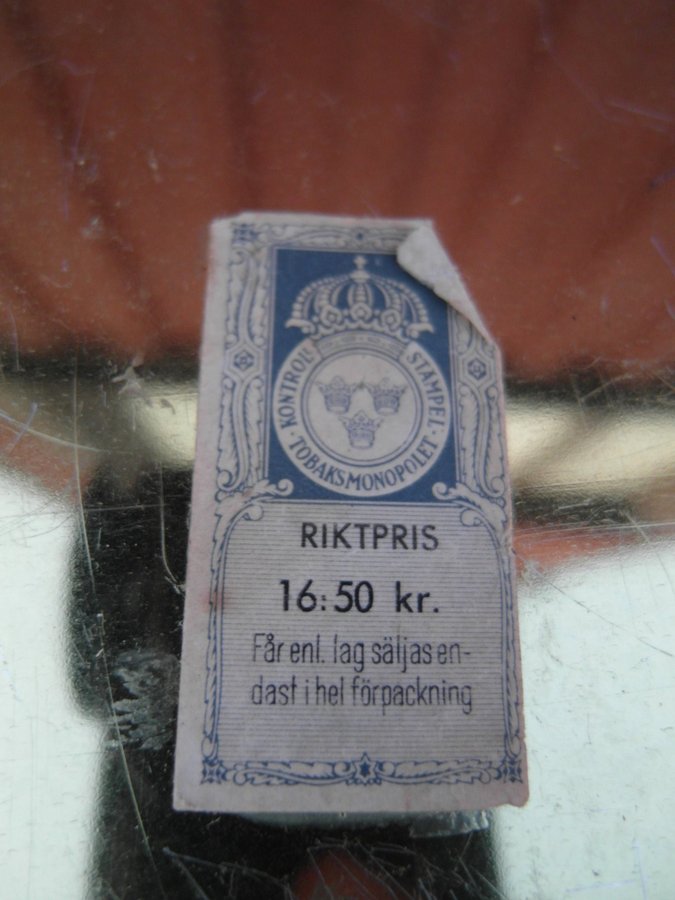 KONTROLL STÄMPEL
· TOBAKSMONOPOLET ·
RIKTPRIS
16:50 kr.
Får enl. lag säljas en-
dast i hel förpackning